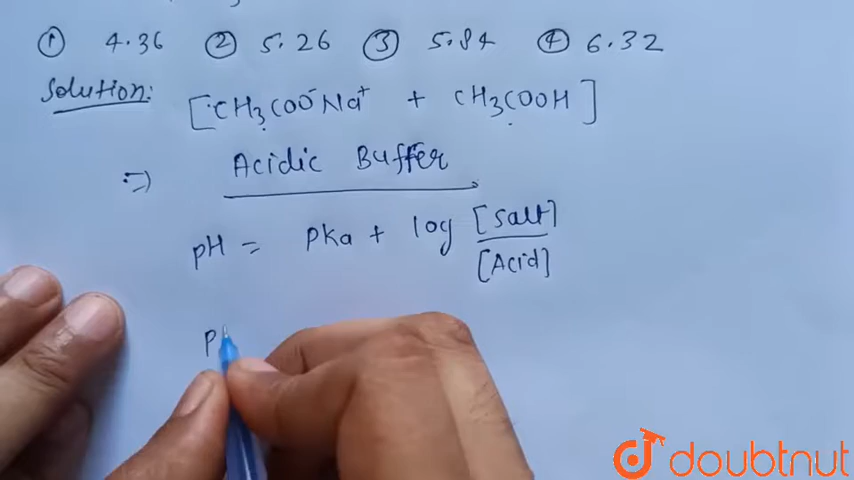 ① 4.36 ② 5.26 ③ 5.84 ④ 6.32
Solution:
[CH₃COO⁻Na⁺ + CH₃COOH]
⇒ Acidic Buffer
pH = pKa + log [Salt]/[Acid]
p
doubtnut